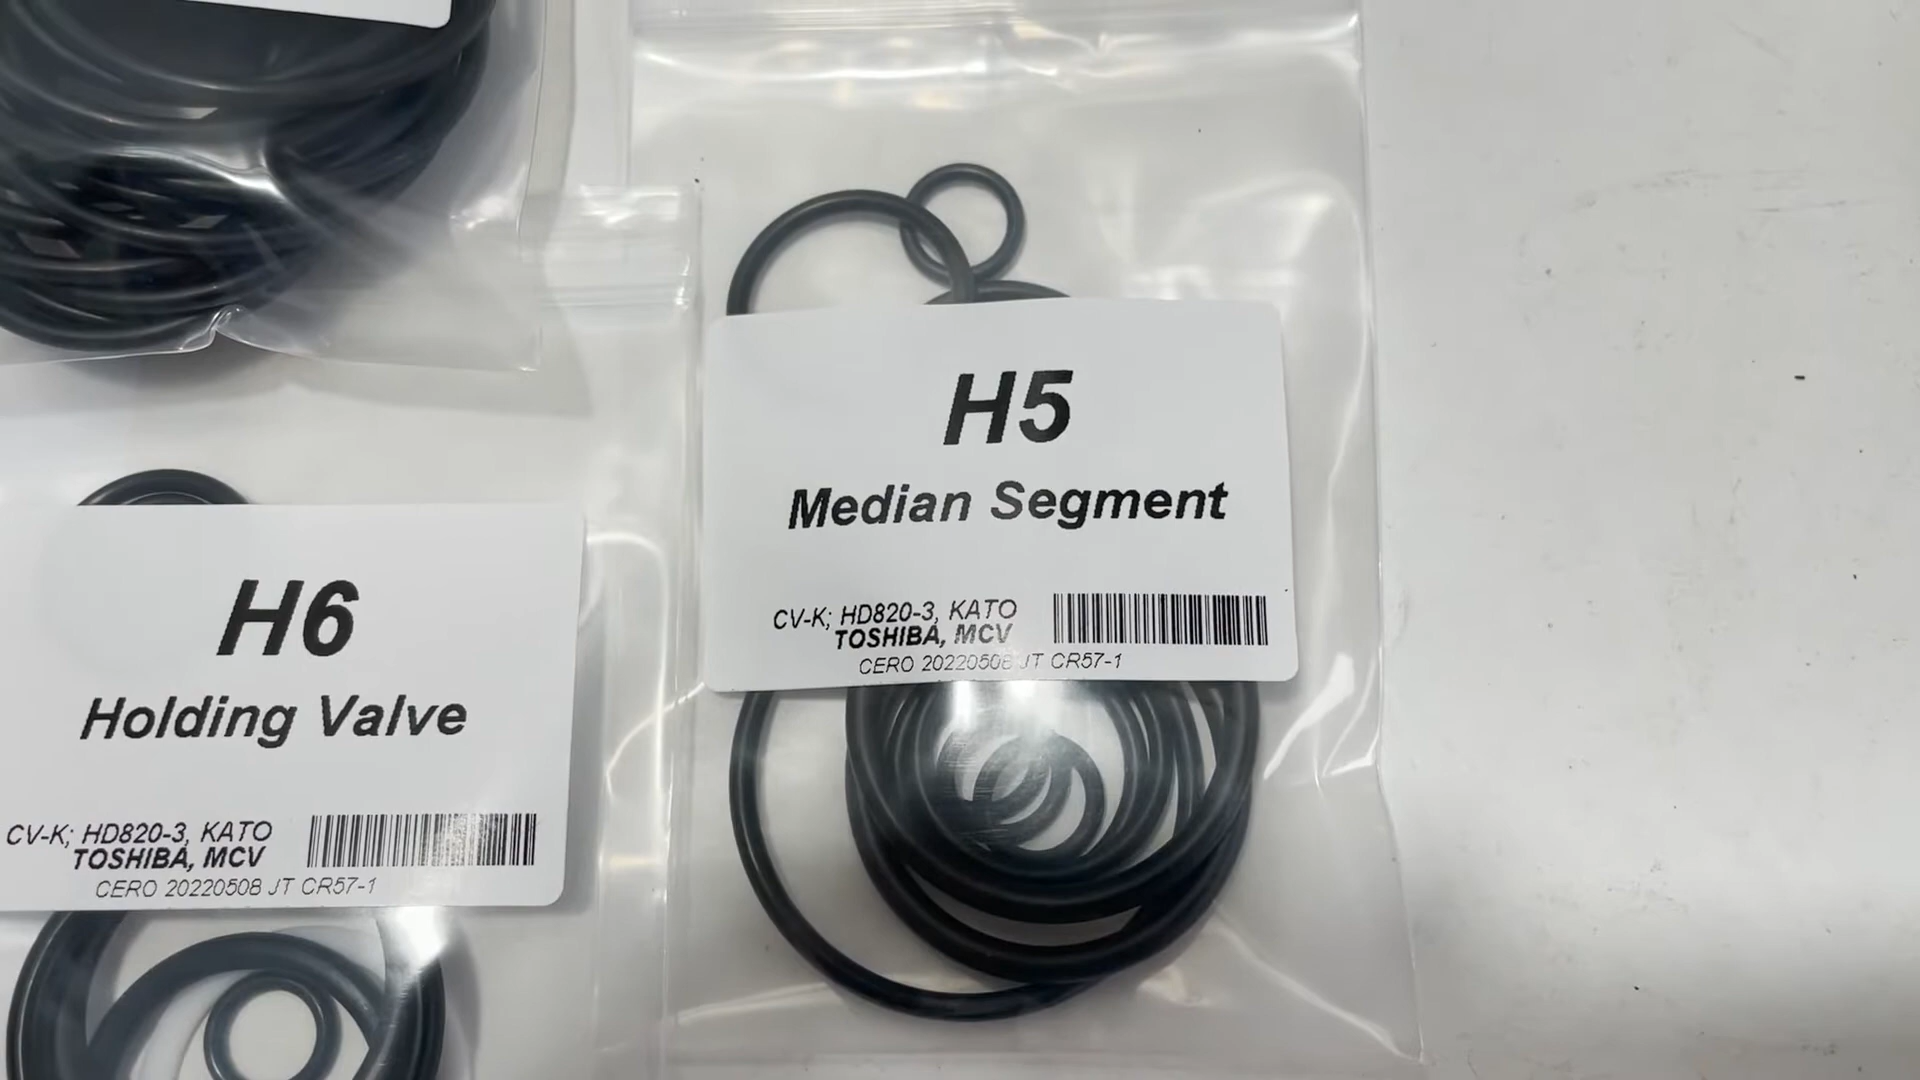 H5
Median Segment
CV-K; HD820-3, KATO
TOSHIBA, MCV
CERO 20220508 JT CR57-1
H6
Holding Valve
CV-K; HD820-3, KATO
TOSHIBA, MCV
CERO 20220508 JT CR57-1